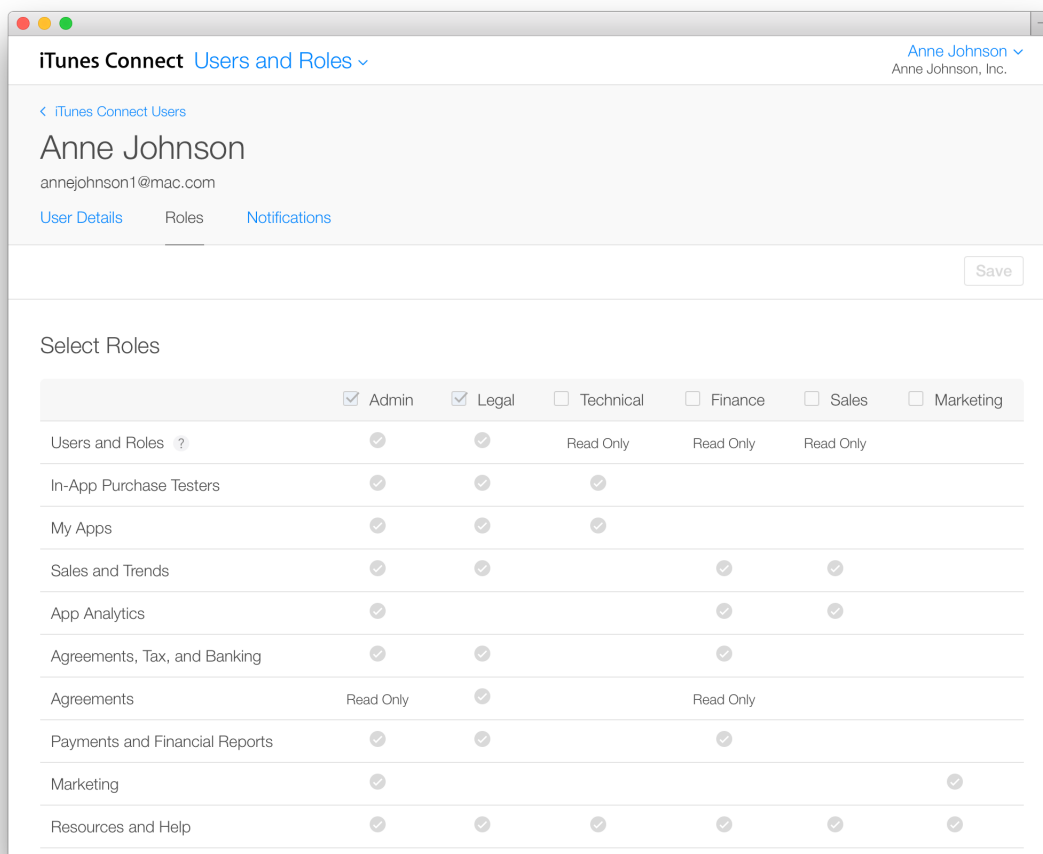 iTunes Connect Users and Roles
Anne Johnson
Anne Johnson, Inc.
iTunes Connect Users
Anne Johnson
annejohnson1@mac.com
User Details Roles Notifications
Save
Select Roles
Admin Legal Technical Finance Sales Marketing
Users and Roles ? Read Only Read Only Read Only
In-App Purchase Testers
My Apps
Sales and Trends
App Analytics
Agreements, Tax, and Banking
Agreements Read Only Read Only
Payments and Financial Reports
Marketing
Resources and Help